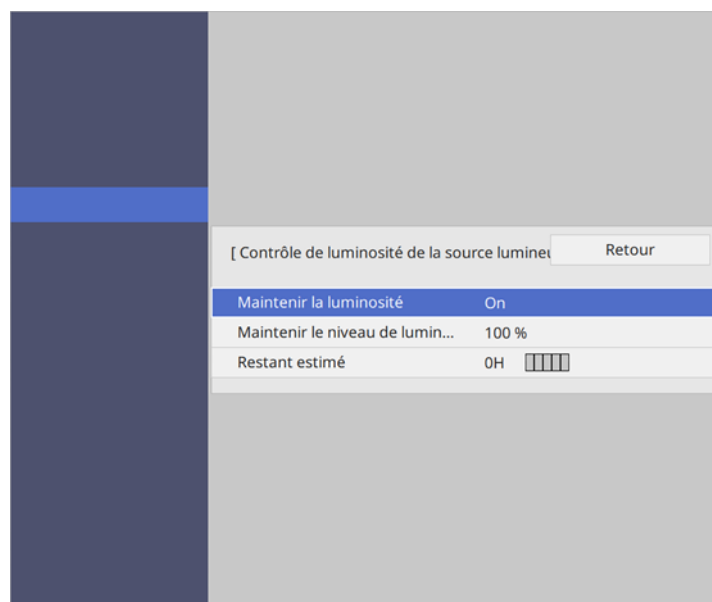 [ Contrôle de luminosité de la source lumineu
Retour
Maintenir la luminosité On
Maintenir le niveau de lumin... 100 %
Restant estimé 0H